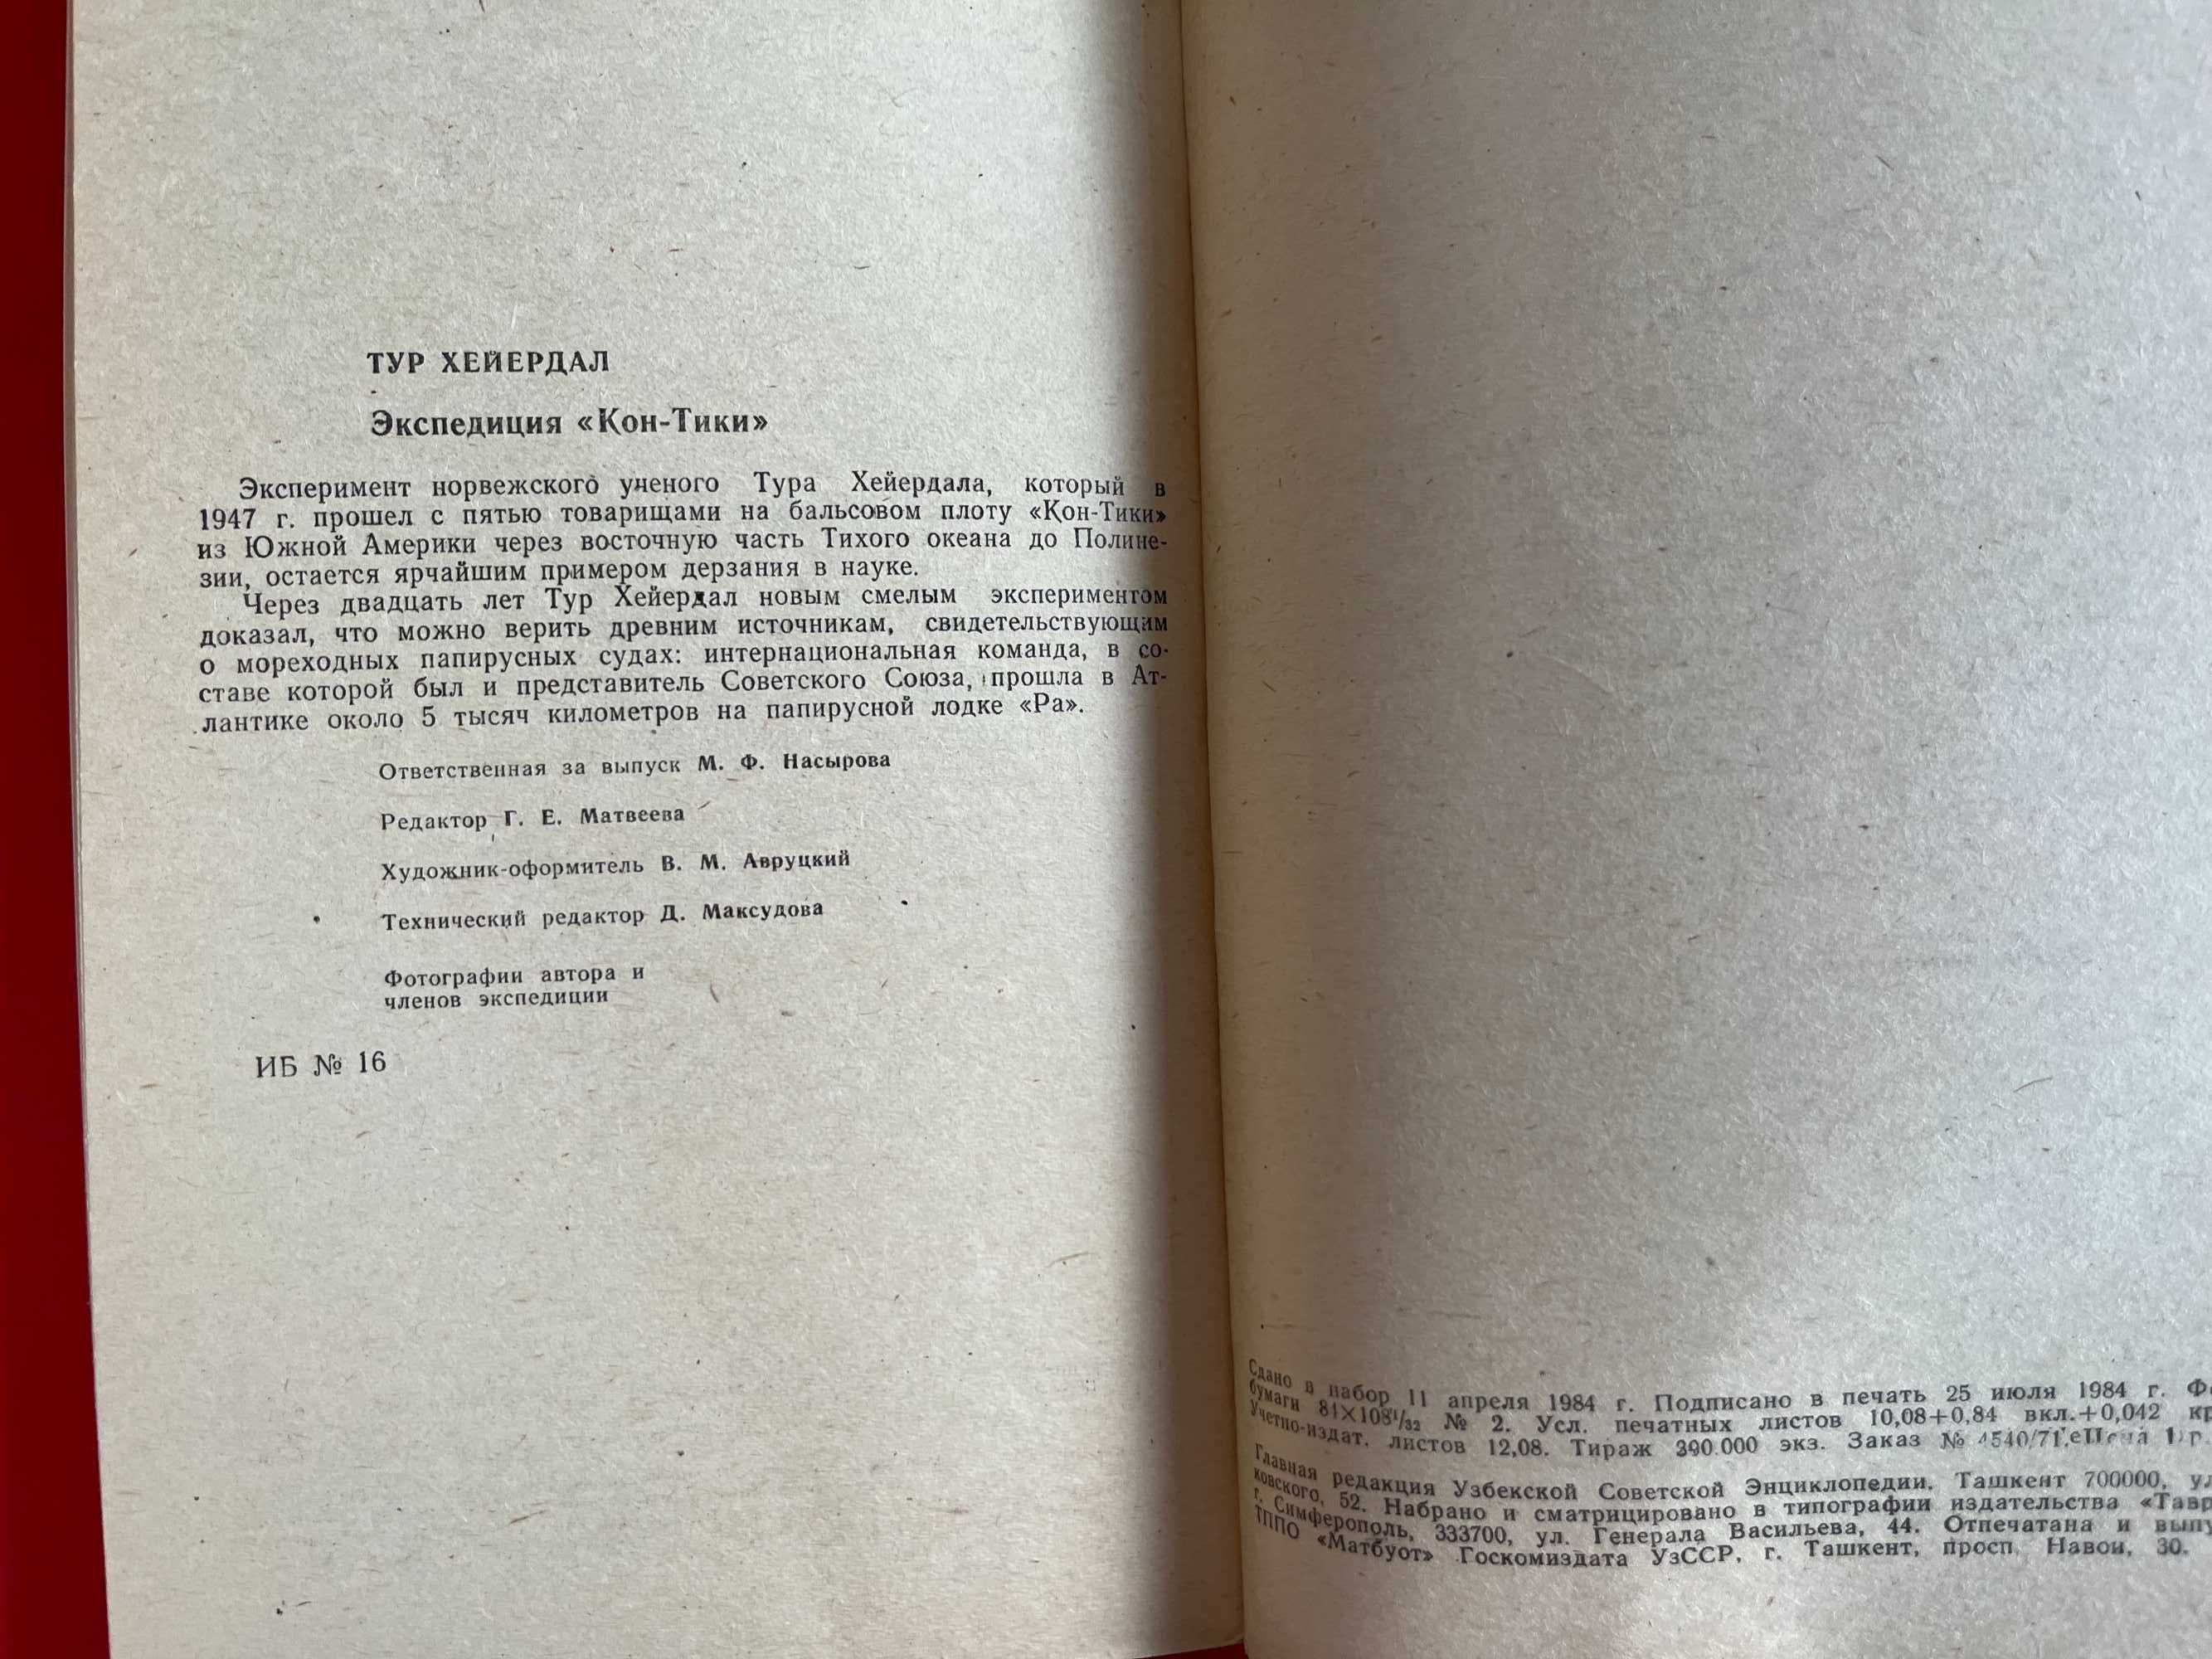 ТУР ХЕЙЕРДАЛ
Экспедиция «Кон-Тики»
Эксперимент норвежского ученого Тура Хейердала, который в
1947 г. прошел с пятью товарищами на бальсовом плоту «Кон-Тики»
из Южной Америки через восточную часть Тихого океана до Полине-
зии, остается ярчайшим примером дерзания в науке.
Через двадцать лет Тур Хейердал новым смелым экспериментом
доказал, что можно верить древним источникам, свидетельствующим
о мореходных папирусных судах: интернациональная команда, в со-
ставе которой был и представитель Советского Союза, прошла в Ат-
лантике около 5 тысяч километров на папирусной лодке «Ра».
Ответственная за выпуск М. Ф. Насырова
Редактор Г. Е. Матвеева
Художник-оформитель В. М. Авруцкий
Технический редактор Д. Максудова
Фотографии автора и
членов экспедиции
ИБ № 16
Сдано в набор 11 апреля 1984 г. Подписано в печать 25 июля 1984 г.
бумаги 81×108¹/₃₂ № 2. Усл. печатных листов 10,08+0,84 вкл.+0,042 кр
Учетно-издат. листов 12,08. Тираж 300.000 экз. Заказ №
Главная редакция Узбекской Советской Энциклопедии. Ташкент 700000, ул
ковского, 52. Набрано и сматрицировано в типографии издательства «Тавр
г. Симферополь, 333700, ул. Генерала Васильева, 44. Отпечатана и выпу
ТППО «Матбуот» Госкомиздата УзССР, г. Ташкент, просп. Навои, 30.